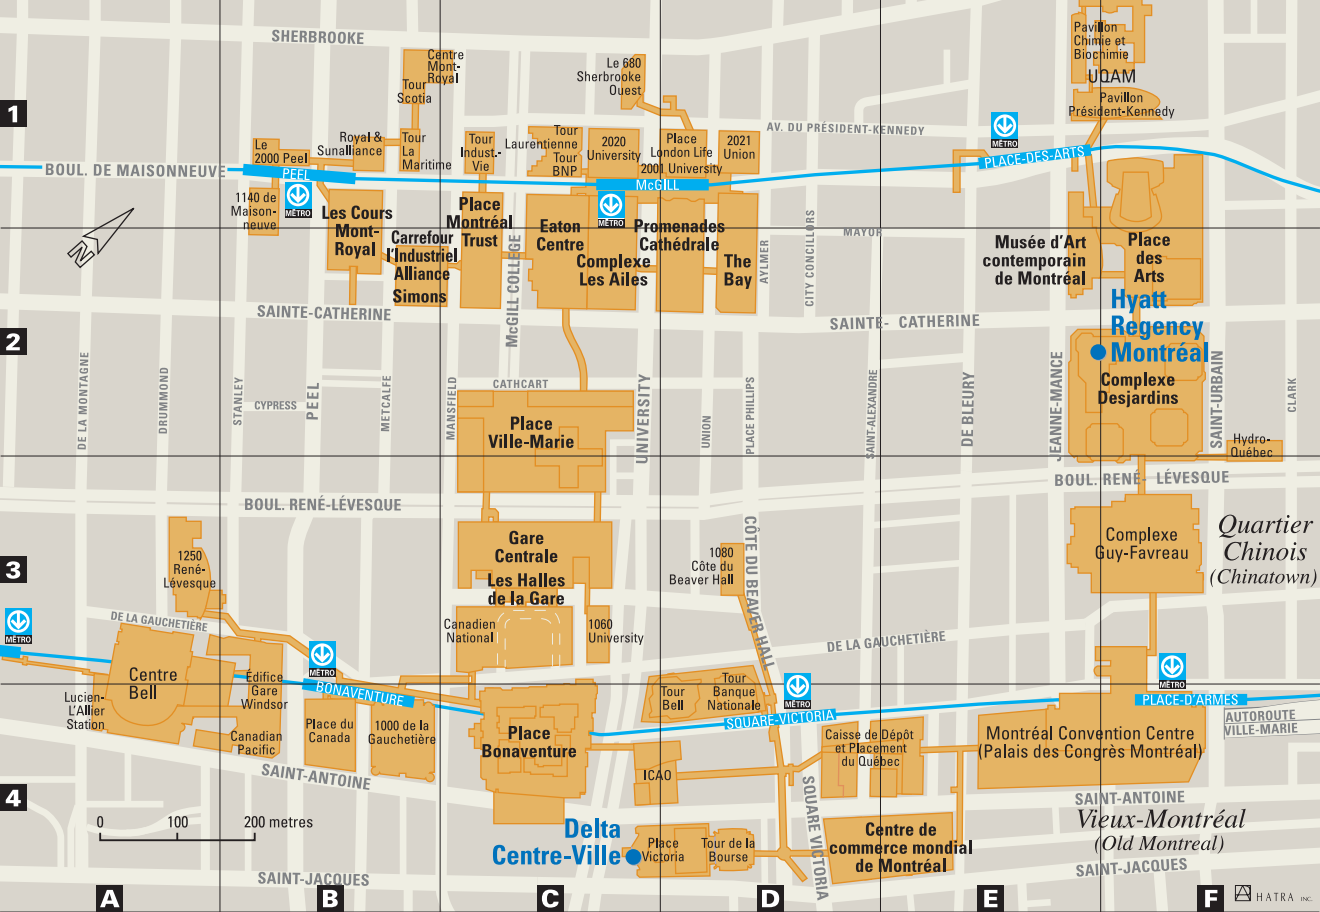 SHERBROOKE
Centre
Mont-
Royal
Tour
Scotia
Le 680
Sherbrooke
Ouest
Pavillon
Chimie et
Biochimie
UQAM
Pavillon
Président-Kennedy
1
AV. DU PRÉSIDENT-KENNEDY
MÉTRO
PLACE-DES-ARTS
Le
2000 Peel
Royal &
Sunalliance
Tour
La
Maritime
Tour
Indust.-
Vie
Tour
Laurentienne
Tour
BNP
2020
University
Place
London Life
2001 University
2021
Union
BOUL. DE MAISONNEUVE
PEEL
McGILL
MÉTRO
MÉTRO
1140 de
Maison-
neuve
N
Les Cours
Mont-
Royal
Carrefour
l'Industriel
Alliance
Simons
Place
Montréal
Trust
McGILL COLLEGE
Eaton
Centre
Complexe
Les Ailes
Promenades
Cathédrale
The
Bay
AYLMER
CITY CONCILLORS
MAYOR
Musée d'Art
contemporain
de Montréal
Place
des
Arts
Hyatt
Regency
Montréal
Complexe
Desjardins
SAINTE-CATHERINE
SAINTE- CATHERINE
2
DE LA MONTAGNE
DRUMMOND
STANLEY
CYPRESS
PEEL
METCALFE
MANSFIELD
CATHCART
UNIVERSITY
UNION
PLACE PHILLIPS
SAINT-ALEXANDRE
DE BLEURY
JEANNE-MANCE
SAINT-URBAIN
CLARK
Place
Ville-Marie
Hydro-
Québec
BOUL. RENÉ-LÉVESQUE
BOUL. RENÉ- LÉVESQUE
3
1250
René-
Lévesque
Gare
Centrale
Les Halles
de la Gare
1080
Côte du
Beaver Hall
CÔTE DU BEAVER HALL
Complexe
Guy-Favreau
Quartier
Chinois
(Chinatown)
MÉTRO
DE LA GAUCHETIÈRE
Canadian
National
1060
University
DE LA GAUCHETIÈRE
Centre
Bell
Édifice
Gare
Windsor
MÉTRO
BONAVENTURE
Lucien-
L'Allier
Station
Canadian
Pacific
Place du
Canada
1000 de la
Gauchetière
Place
Bonaventure
Tour
Bell
Tour
Banque
Nationale
MÉTRO
SQUARE-VICTORIA
MÉTRO
PLACE-D'ARMES
AUTOROUTE
VILLE-MARIE
Caisse de Dépôt
et Placement
du Québec
Montréal Convention Centre
(Palais des Congrès Montréal)
ICAO
SAINT-ANTOINE
SAINT-ANTOINE
4
0 100 200 metres
SQUARE VICTORIA
Vieux-Montréal
(Old Montreal)
Delta
Centre-Ville
Place
Victoria
Tour de la
Bourse
Centre de
commerce mondial
de Montréal
SAINT-JACQUES
SAINT-JACQUES
A B C D E F
HATRA INC.